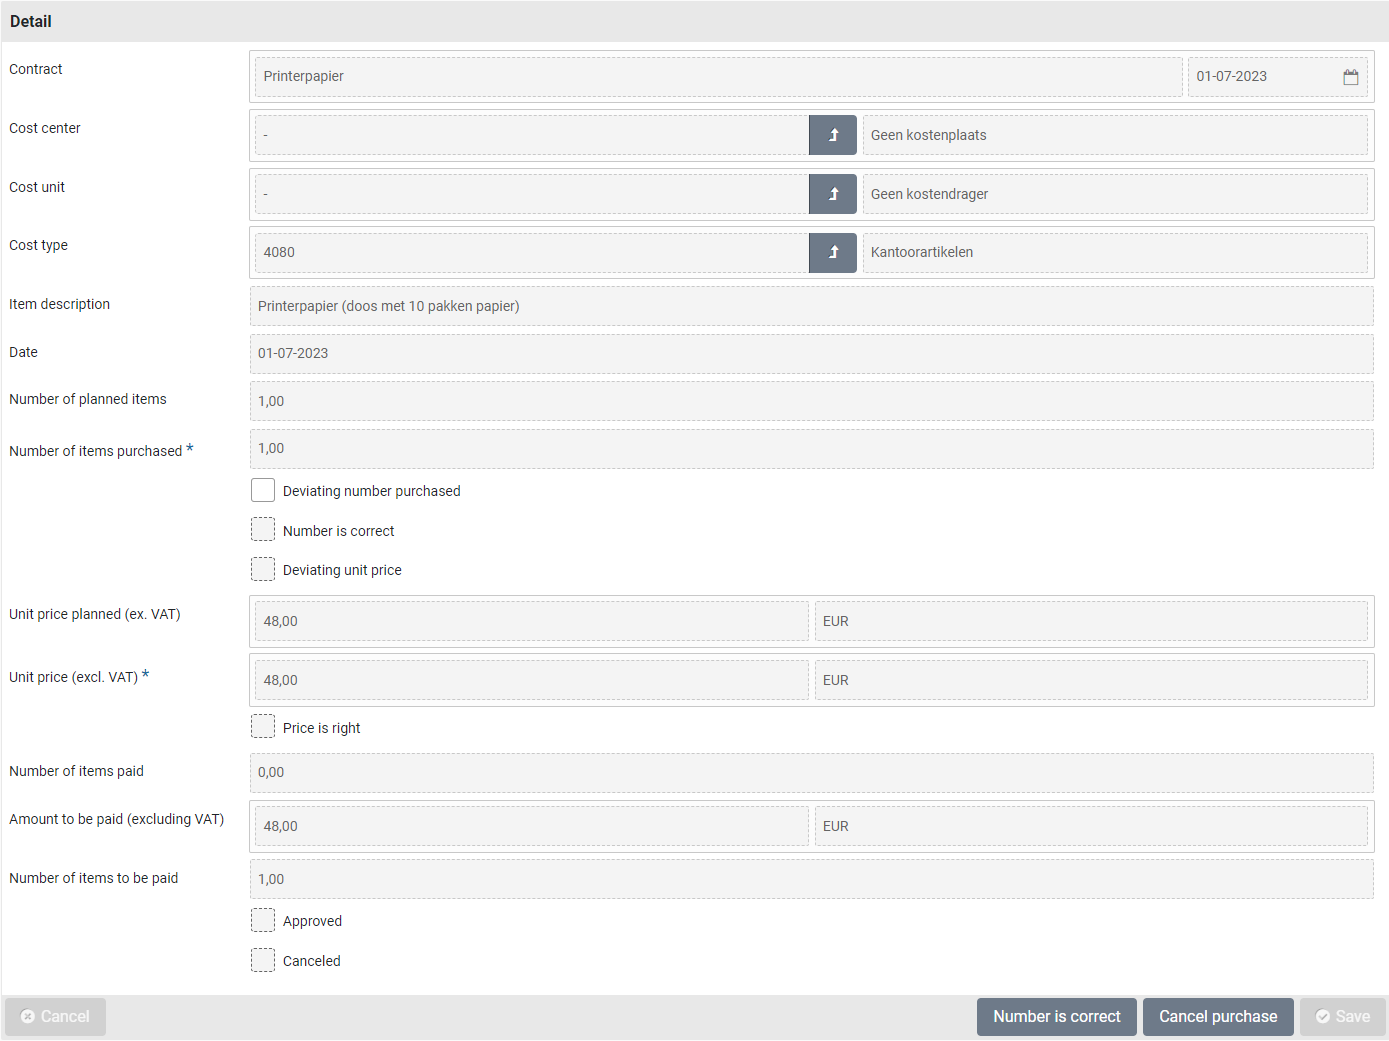 Detail
Contract
Printerpapier
01-07-2023
Cost center
-
Geen kostenplaats
Cost unit
-
Geen kostendrager
Cost type
4080
Kantoorartikelen
Item description
Printerpapier (doos met 10 pakken papier)
Date
01-07-2023
Number of planned items
1,00
Number of items purchased *
1,00
Deviating number purchased
Number is correct
Deviating unit price
Unit price planned (ex. VAT)
48,00
EUR
Unit price (excl. VAT) *
48,00
EUR
Price is right
Number of items paid
0,00
Amount to be paid (excluding VAT)
48,00
EUR
Number of items to be paid
1,00
Approved
Canceled
Cancel
Number is correct
Cancel purchase
Save